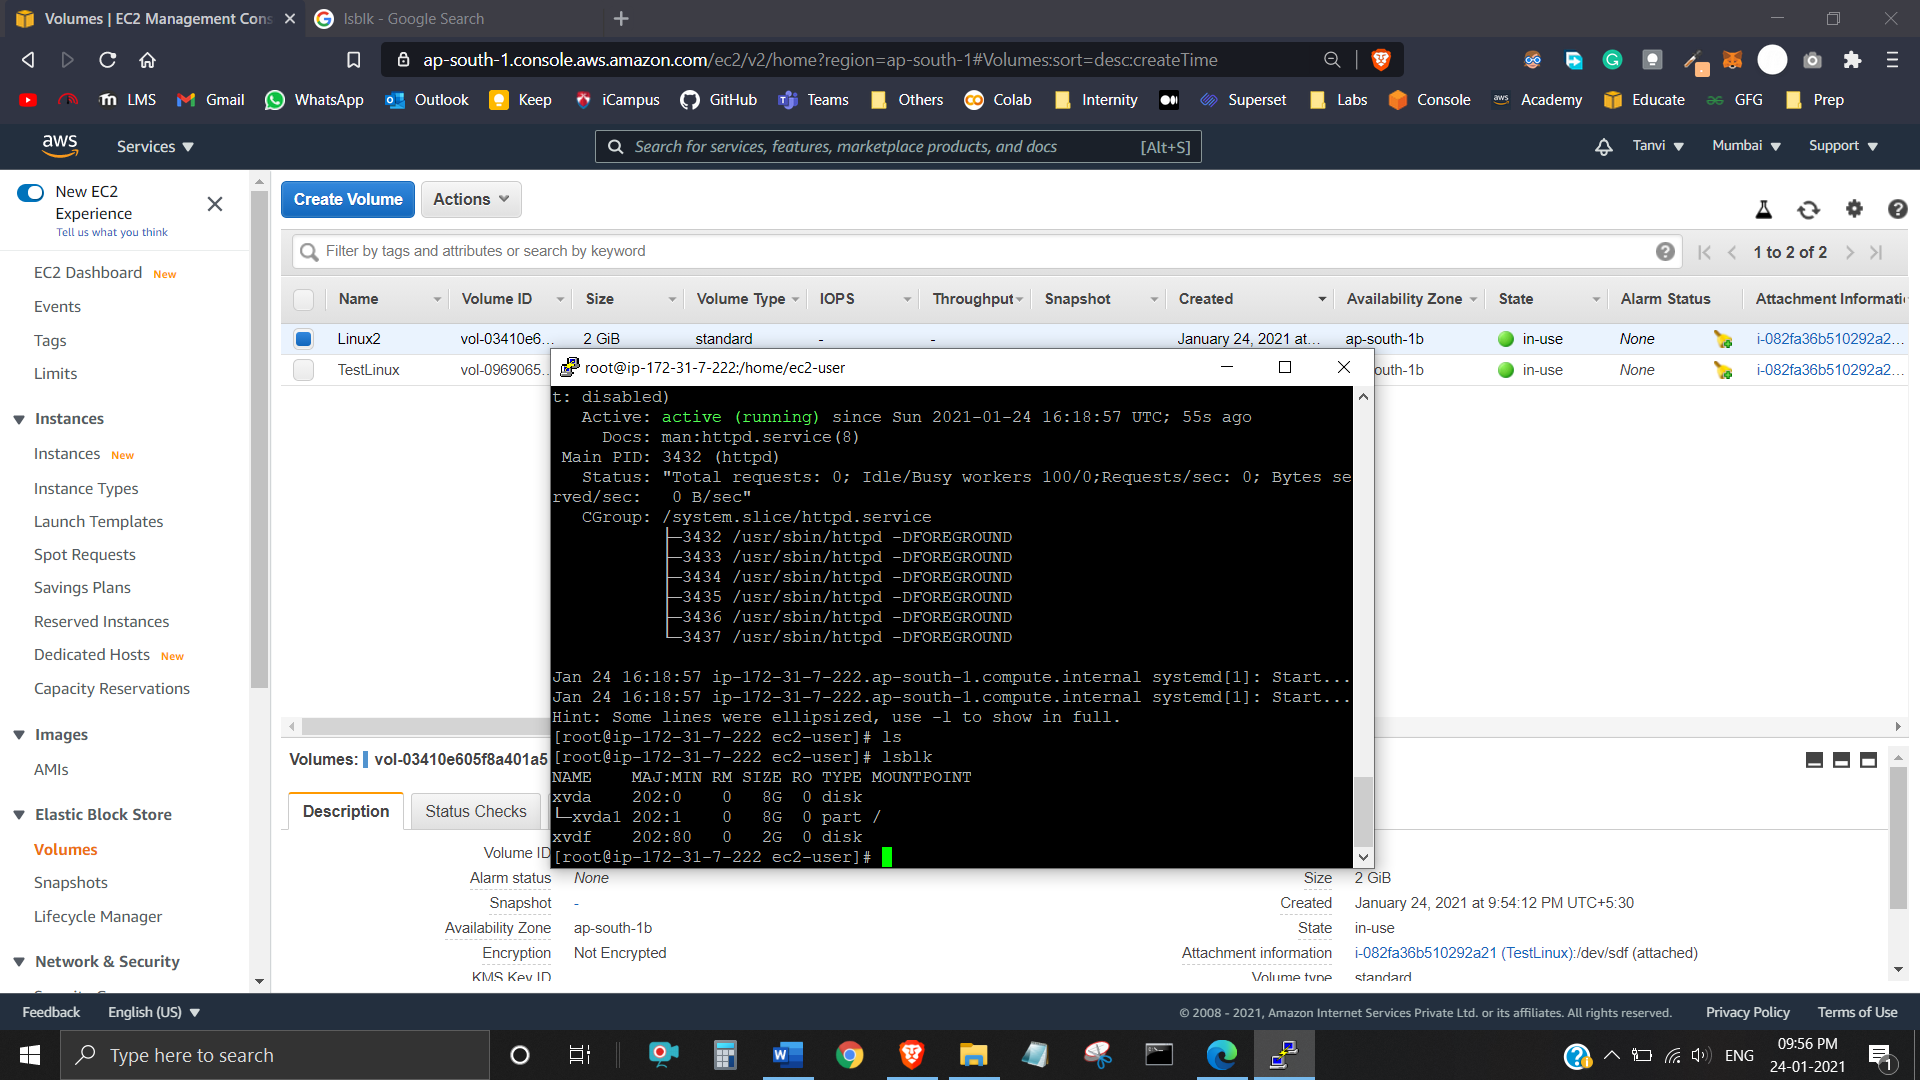 Volumes | EC2 Management Cons
lsblk - Google Search
ap-south-1.console.aws.amazon.com/ec2/v2/home?region=ap-south-1#Volumes:sort=desc:createTime
LMS Gmail WhatsApp Outlook Keep iCampus GitHub Teams Others Colab Internity Superset Labs Console Academy Educate GFG Prep
aws Services Search for services, features, marketplace products, and docs [Alt+S] Tanvi Mumbai Support
New EC2
Experience
Tell us what you think
EC2 Dashboard New
Events
Tags
Limits
Instances
Instances New
Instance Types
Launch Templates
Spot Requests
Savings Plans
Reserved Instances
Dedicated Hosts New
Capacity Reservations
Images
AMIs
Elastic Block Store
Volumes
Snapshots
Lifecycle Manager
Network & Security
Create Volume Actions
Filter by tags and attributes or search by keyword 1 to 2 of 2
Name Volume ID Size Volume Type IOPS Throughput Snapshot Created Availability Zone State Alarm Status Attachment Informati
Linux2 vol-03410e6... 2 GiB standard - - January 24, 2021 at... ap-south-1b in-use None i-082fa36b510292a2...
TestLinux vol-0969065... outh-1b in-use None i-082fa36b510292a2...
root@ip-172-31-7-222:/home/ec2-user
t: disabled)
Active: active (running) since Sun 2021-01-24 16:18:57 UTC; 55s ago
Docs: man:httpd.service(8)
Main PID: 3432 (httpd)
Status: "Total requests: 0; Idle/Busy workers 100/0;Requests/sec: 0; Bytes se
rved/sec:   0 B/sec"
CGroup: /system.slice/httpd.service
├─3432 /usr/sbin/httpd -DFOREGROUND
├─3433 /usr/sbin/httpd -DFOREGROUND
├─3434 /usr/sbin/httpd -DFOREGROUND
├─3435 /usr/sbin/httpd -DFOREGROUND
├─3436 /usr/sbin/httpd -DFOREGROUND
└─3437 /usr/sbin/httpd -DFOREGROUND
Jan 24 16:18:57 ip-172-31-7-222.ap-south-1.compute.internal systemd[1]: Start...
Jan 24 16:18:57 ip-172-31-7-222.ap-south-1.compute.internal systemd[1]: Start...
Hint: Some lines were ellipsized, use -l to show in full.
[root@ip-172-31-7-222 ec2-user]# ls
[root@ip-172-31-7-222 ec2-user]# lsblk
NAME    MAJ:MIN RM SIZE RO TYPE MOUNTPOINT
xvda    202:0    0   8G  0 disk
└─xvda1 202:1    0   8G  0 part /
xvdf    202:80   0   2G  0 disk
[root@ip-172-31-7-222 ec2-user]#
Volumes: vol-03410e605f8a401a5
Description Status Checks
Volume ID
Alarm status None
Snapshot -
Availability Zone ap-south-1b
Encryption Not Encrypted
KMS Key ID
Size 2 GiB
Created January 24, 2021 at 9:54:12 PM UTC+5:30
State in-use
Attachment information i-082fa36b510292a21 (TestLinux):/dev/sdf (attached)
Volume type standard
Feedback English (US) © 2008 - 2021, Amazon Internet Services Private Ltd. or its affiliates. All rights reserved. Privacy Policy Terms of Use
Type here to search
ENG
09:56 PM
24-01-2021
1